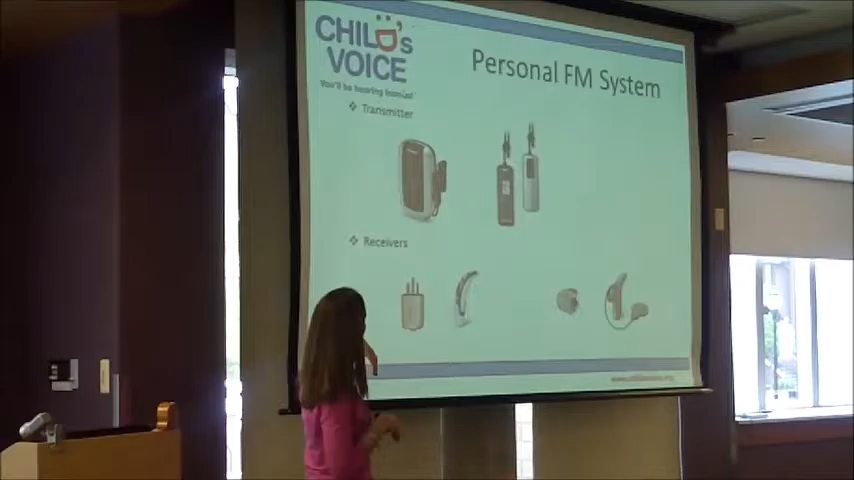 CHILD's
VOICE
You'll be hearing from us!
Personal FM System
❖ Transmitter
❖ Receivers